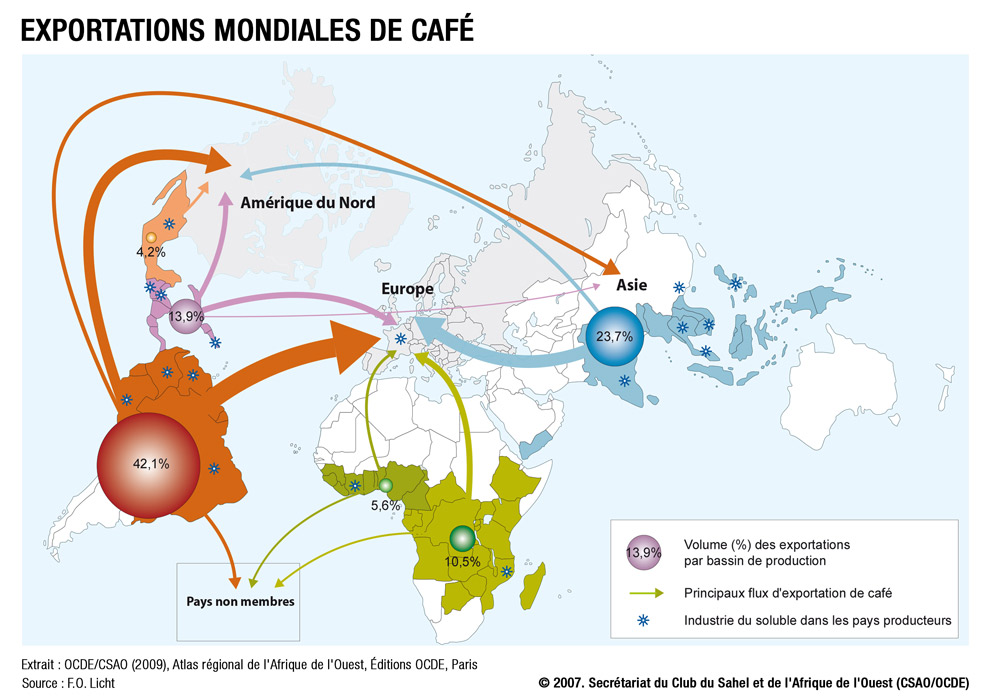 EXPORTATIONS MONDIALES DE CAFÉ
Amérique du Nord
4,2%
Europe
Asie
13,9%
23,7%
42,1%
5,6%
10,5%
Pays non membres
13,9%
Volume (%) des exportations
par bassin de production
Principaux flux d'exportation de café
Industrie du soluble dans les pays producteurs
Extrait : OCDE/CSAO (2009), Atlas régional de l'Afrique de l'Ouest, Éditions OCDE, Paris
Source : F.O. Licht
© 2007. Secrétariat du Club du Sahel et de l'Afrique de l'Ouest (CSAO/OCDE)